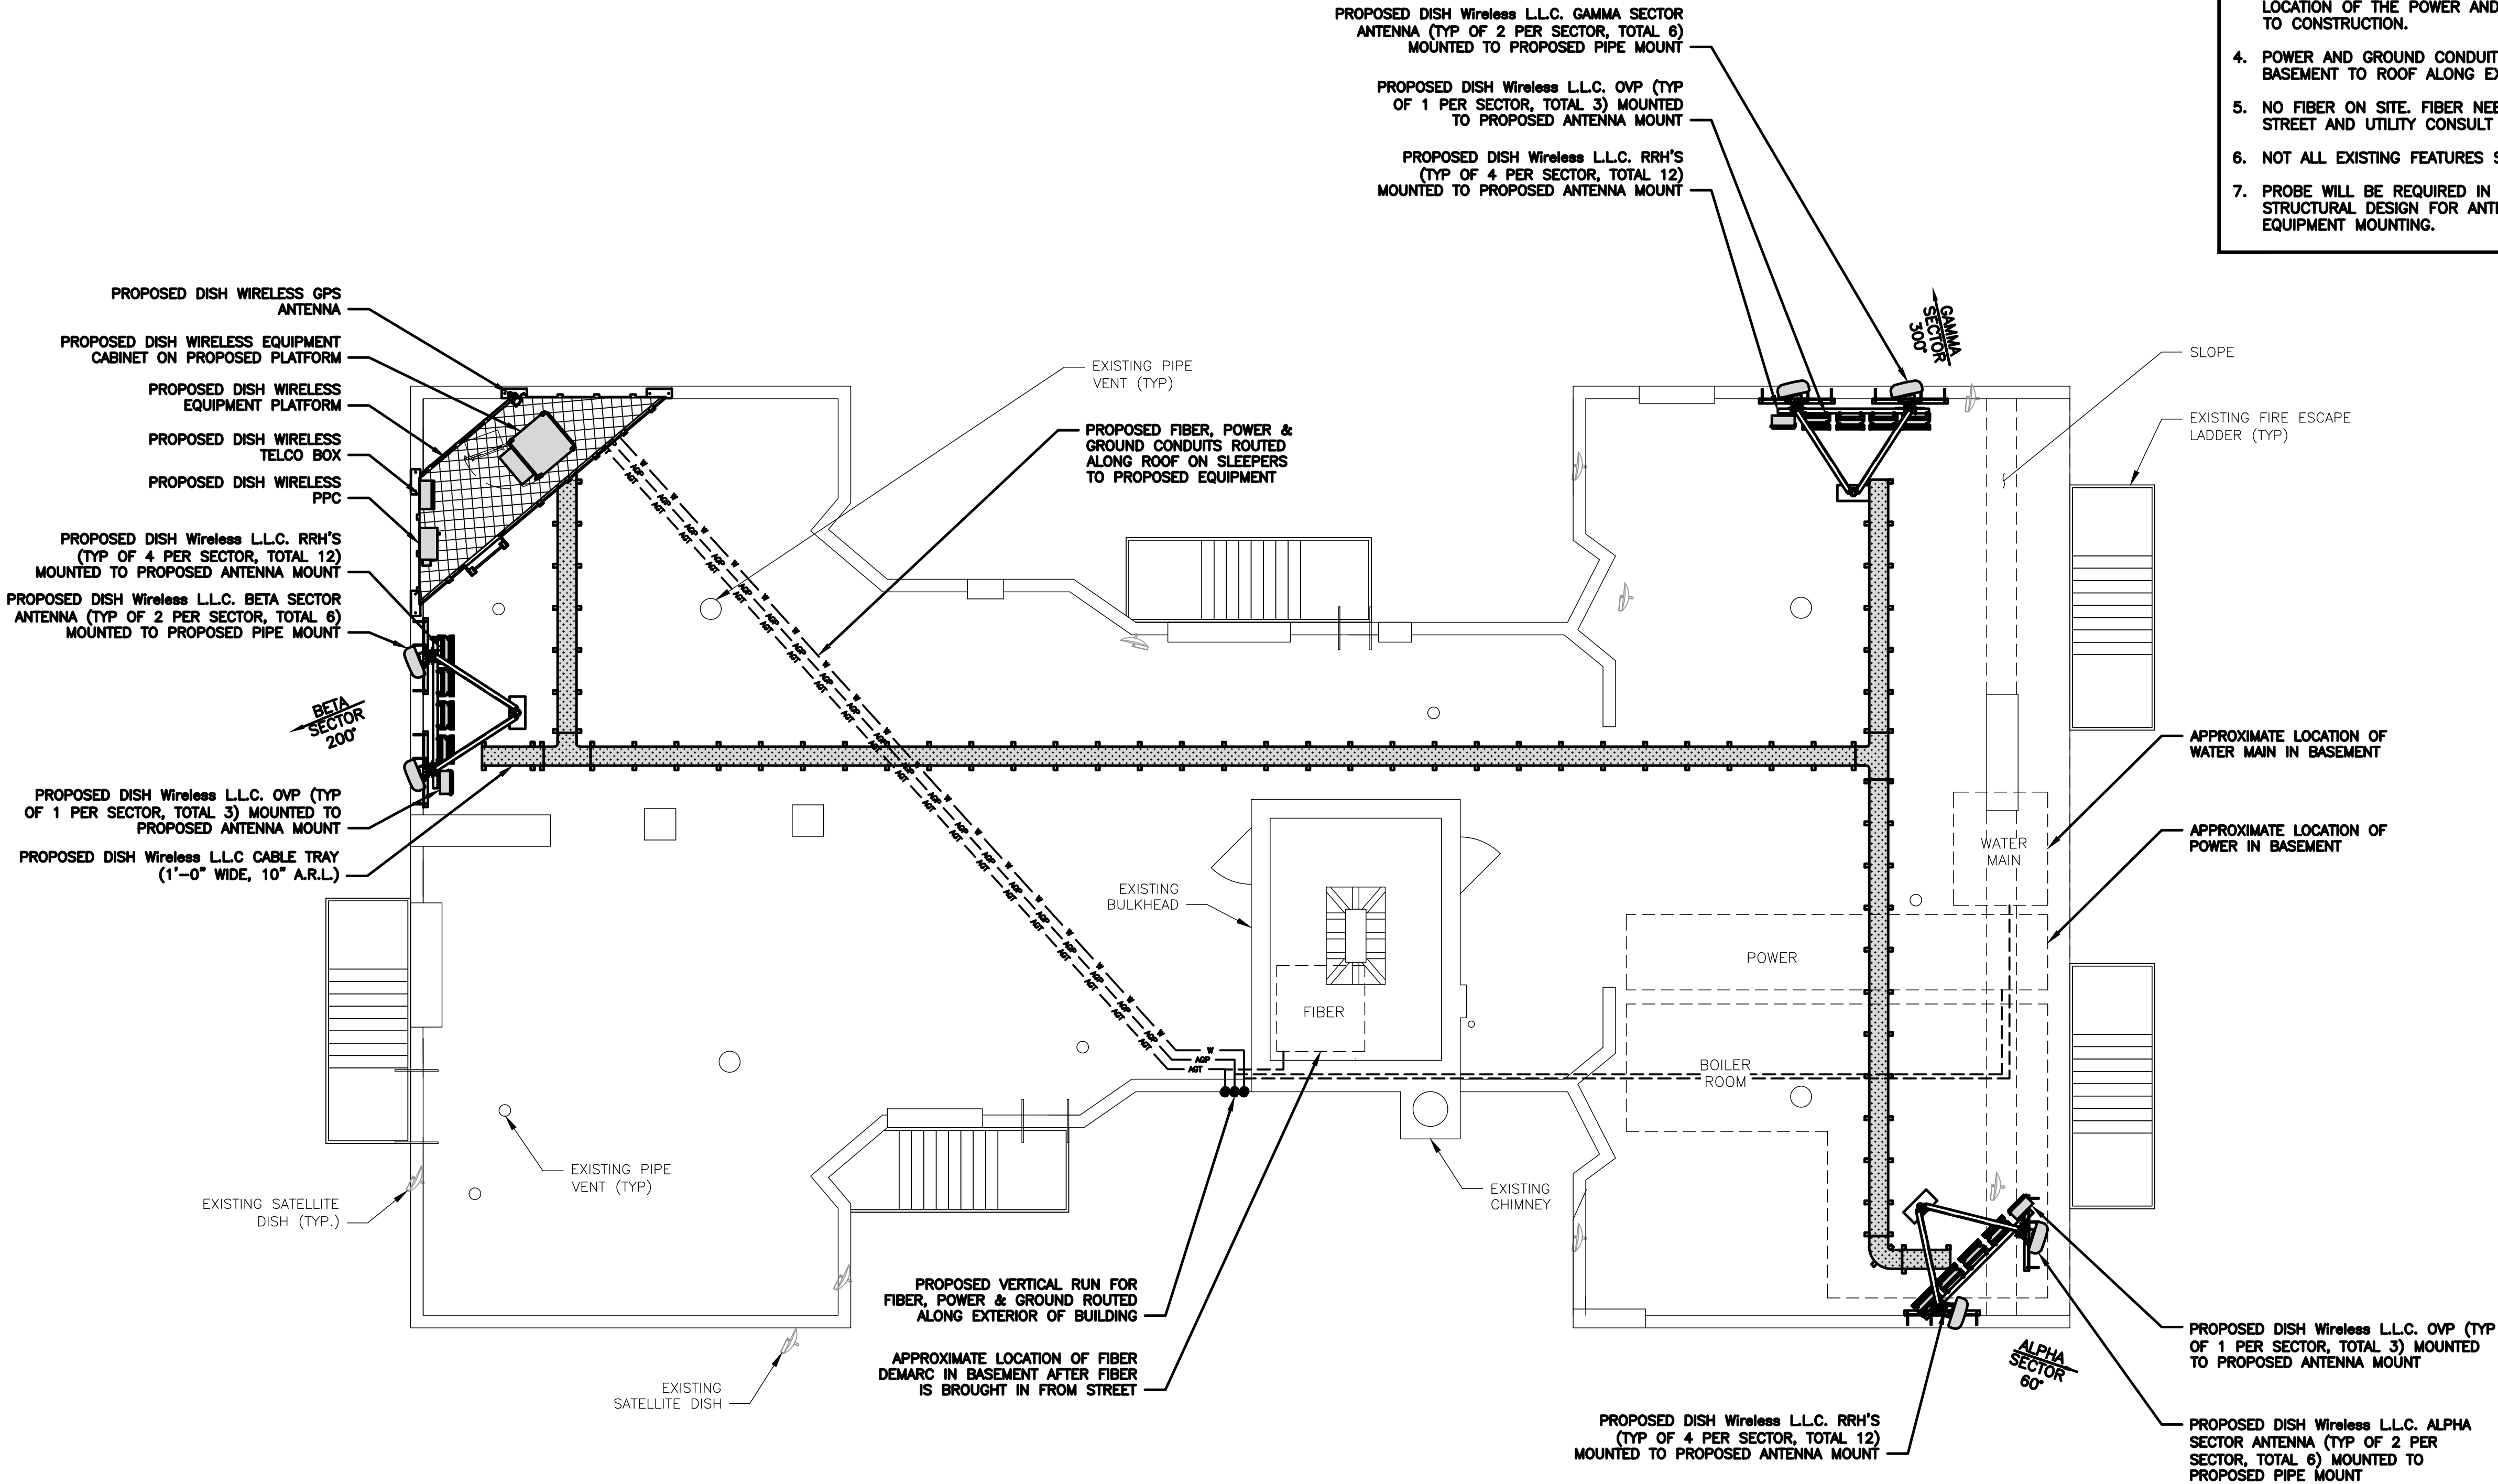 PROPOSED DISH Wireless L.L.C. GAMMA SECTOR
ANTENNA (TYP OF 2 PER SECTOR, TOTAL 6)
MOUNTED TO PROPOSED PIPE MOUNT
PROPOSED DISH Wireless L.L.C. OVP (TYP
OF 1 PER SECTOR, TOTAL 3) MOUNTED
TO PROPOSED ANTENNA MOUNT
PROPOSED DISH Wireless L.L.C. RRH'S
(TYP OF 4 PER SECTOR, TOTAL 12)
MOUNTED TO PROPOSED ANTENNA MOUNT
LOCATION OF THE POWER AND
TO CONSTRUCTION.
4. POWER AND GROUND CONDUIT
BASEMENT TO ROOF ALONG EX
5. NO FIBER ON SITE. FIBER NEE
STREET AND UTILITY CONSULT
6. NOT ALL EXISTING FEATURES S
7. PROBE WILL BE REQUIRED IN
STRUCTURAL DESIGN FOR ANTE
EQUIPMENT MOUNTING.
PROPOSED DISH WIRELESS GPS
ANTENNA
PROPOSED DISH WIRELESS EQUIPMENT
CABINET ON PROPOSED PLATFORM
PROPOSED DISH WIRELESS
EQUIPMENT PLATFORM
PROPOSED DISH WIRELESS
TELCO BOX
PROPOSED DISH WIRELESS
PPC
PROPOSED DISH Wireless L.L.C. RRH'S
(TYP OF 4 PER SECTOR, TOTAL 12)
MOUNTED TO PROPOSED ANTENNA MOUNT
PROPOSED DISH Wireless L.L.C. BETA SECTOR
ANTENNA (TYP OF 2 PER SECTOR, TOTAL 6)
MOUNTED TO PROPOSED PIPE MOUNT
BETA
SECTOR
200°
PROPOSED DISH Wireless L.L.C. OVP (TYP
OF 1 PER SECTOR, TOTAL 3) MOUNTED TO
PROPOSED ANTENNA MOUNT
PROPOSED DISH Wireless L.L.C CABLE TRAY
(1'-0" WIDE, 10" A.R.L.)
EXISTING PIPE
VENT (TYP)
PROPOSED FIBER, POWER &
GROUND CONDUITS ROUTED
ALONG ROOF ON SLEEPERS
TO PROPOSED EQUIPMENT
GAMMA
SECTOR
300°
SLOPE
EXISTING FIRE ESCAPE
LADDER (TYP)
APPROXIMATE LOCATION OF
WATER MAIN IN BASEMENT
APPROXIMATE LOCATION OF
POWER IN BASEMENT
WATER
MAIN
POWER
BOILER
ROOM
EXISTING
BULKHEAD
FIBER
W
AQP
AGT
EXISTING PIPE
VENT (TYP)
EXISTING SATELLITE
DISH (TYP.)
EXISTING
SATELLITE DISH
EXISTING
CHIMNEY
PROPOSED VERTICAL RUN FOR
FIBER, POWER & GROUND ROUTED
ALONG EXTERIOR OF BUILDING
APPROXIMATE LOCATION OF FIBER
DEMARC IN BASEMENT AFTER FIBER
IS BROUGHT IN FROM STREET
ALPHA
SECTOR
60°
PROPOSED DISH Wireless L.L.C. OVP (TYP
OF 1 PER SECTOR, TOTAL 3) MOUNTED
TO PROPOSED ANTENNA MOUNT
PROPOSED DISH Wireless L.L.C. RRH'S
(TYP OF 4 PER SECTOR, TOTAL 12)
MOUNTED TO PROPOSED ANTENNA MOUNT
PROPOSED DISH Wireless L.L.C. ALPHA
SECTOR ANTENNA (TYP OF 2 PER
SECTOR, TOTAL 6) MOUNTED TO
PROPOSED PIPE MOUNT